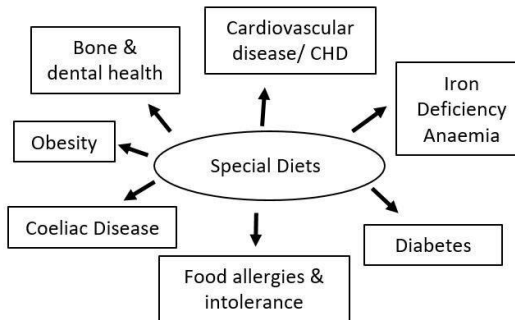 Cardiovascular
disease/ CHD
Bone &
dental health
Iron
Deficiency
Anaemia
Obesity
Special Diets
Coeliac Disease
Diabetes
Food allergies &
intolerance